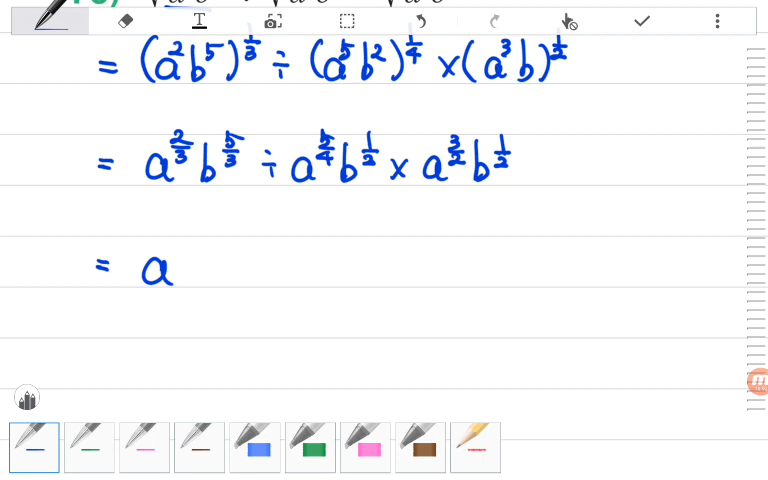 = (a²b⁵)^(1/3) ÷ (a⁵b²)^(1/4) × (a³b)^(1/2)
= a^(2/3) b^(5/3) ÷ a^(5/4) b^(1/2) × a^(3/2) b^(1/2)
= a